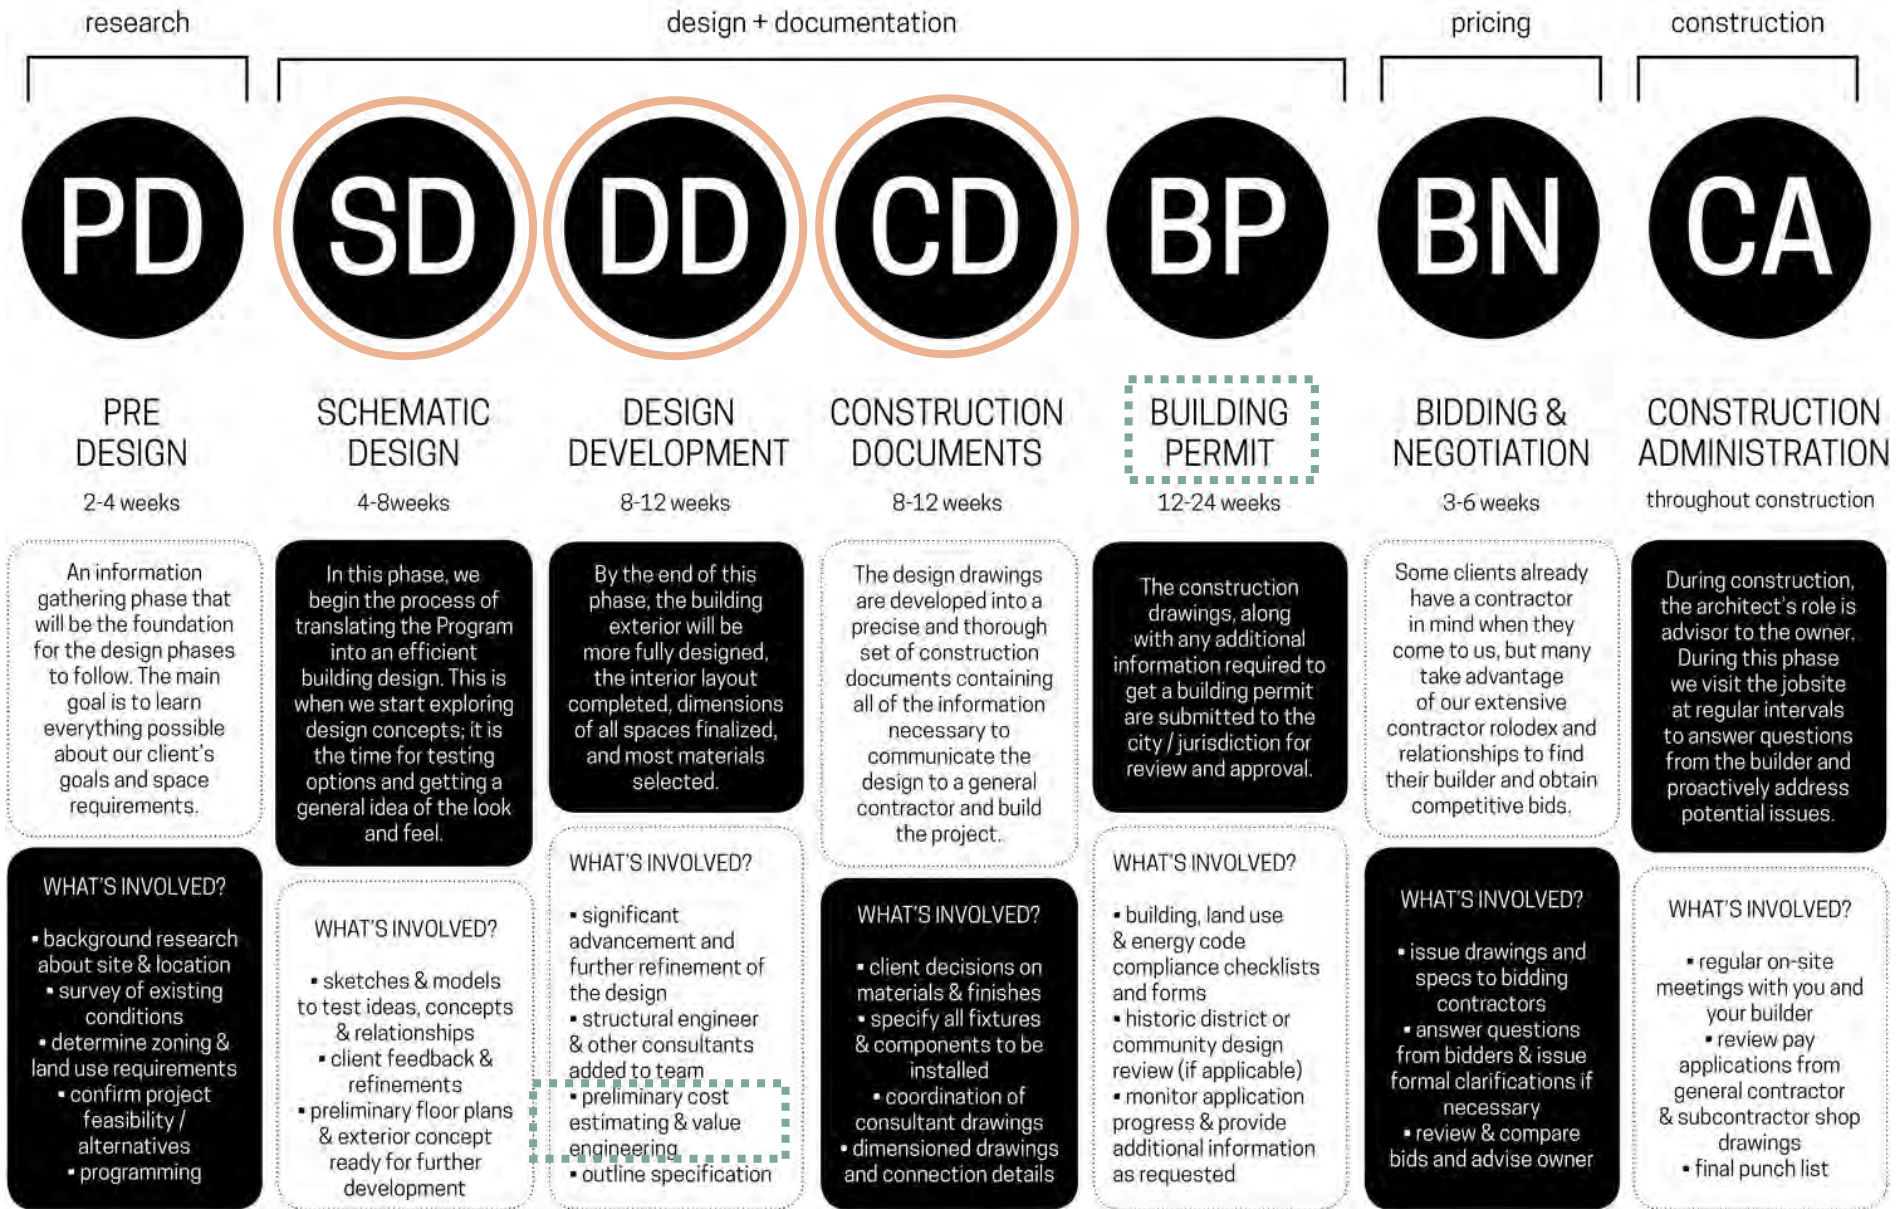 research
design + documentation
pricing
construction
PD
SD
DD
CD
BP
BN
CA
PRE
DESIGN
2-4 weeks
An information
gathering phase that
will be the foundation
for the design phases
to follow. The main
goal is to learn
everything possible
about our client's
goals and space
requirements.
WHAT'S INVOLVED?
▪ background research
about site & location
▪ survey of existing
conditions
▪ determine zoning &
land use requirements
▪ confirm project
feasibility /
alternatives
▪ programming
SCHEMATIC
DESIGN
4-8weeks
In this phase, we
begin the process of
translating the Program
into an efficient
building design. This is
when we start exploring
design concepts; it is
the time for testing
options and getting a
general idea of the look
and feel.
WHAT'S INVOLVED?
▪ sketches & models
to test ideas, concepts
& relationships
▪ client feedback &
refinements
▪ preliminary floor plans
& exterior concept
ready for further
development
DESIGN
DEVELOPMENT
8-12 weeks
By the end of this
phase, the building
exterior will be
more fully designed,
the interior layout
completed, dimensions
of all spaces finalized,
and most materials
selected.
WHAT'S INVOLVED?
▪ significant
advancement and
further refinement of
the design
▪ structural engineer
& other consultants
added to team
▪ preliminary cost
estimating & value
engineering
▪ outline specification
CONSTRUCTION
DOCUMENTS
8-12 weeks
The design drawings
are developed into a
precise and thorough
set of construction
documents containing
all of the information
necessary to
communicate the
design to a general
contractor and build
the project.
WHAT'S INVOLVED?
▪ client decisions on
materials & finishes
▪ specify all fixtures
& components to be
installed
▪ coordination of
consultant drawings
▪ dimensioned drawings
and connection details
BUILDING
PERMIT
12-24 weeks
The construction
drawings, along
with any additional
information required to
get a building permit
are submitted to the
city / jurisdiction for
review and approval.
WHAT'S INVOLVED?
▪ building, land use
& energy code
compliance checklists
and forms
▪ historic district or
community design
review (if applicable)
▪ monitor application
progress & provide
additional information
as requested
BIDDING &
NEGOTIATION
3-6 weeks
Some clients already
have a contractor
in mind when they
come to us, but many
take advantage
of our extensive
contractor rolodex and
relationships to find
their builder and obtain
competitive bids.
WHAT'S INVOLVED?
▪ issue drawings and
specs to bidding
contractors
▪ answer questions
from bidders & issue
formal clarifications if
necessary
▪ review & compare
bids and advise owner
CONSTRUCTION
ADMINISTRATION
throughout construction
During construction,
the architect's role is
advisor to the owner.
During this phase
we visit the jobsite
at regular intervals
to answer questions
from the builder and
proactively address
potential issues.
WHAT'S INVOLVED?
▪ regular on-site
meetings with you and
your builder
▪ review pay
applications from
general contractor
& subcontractor shop
drawings
▪ final punch list